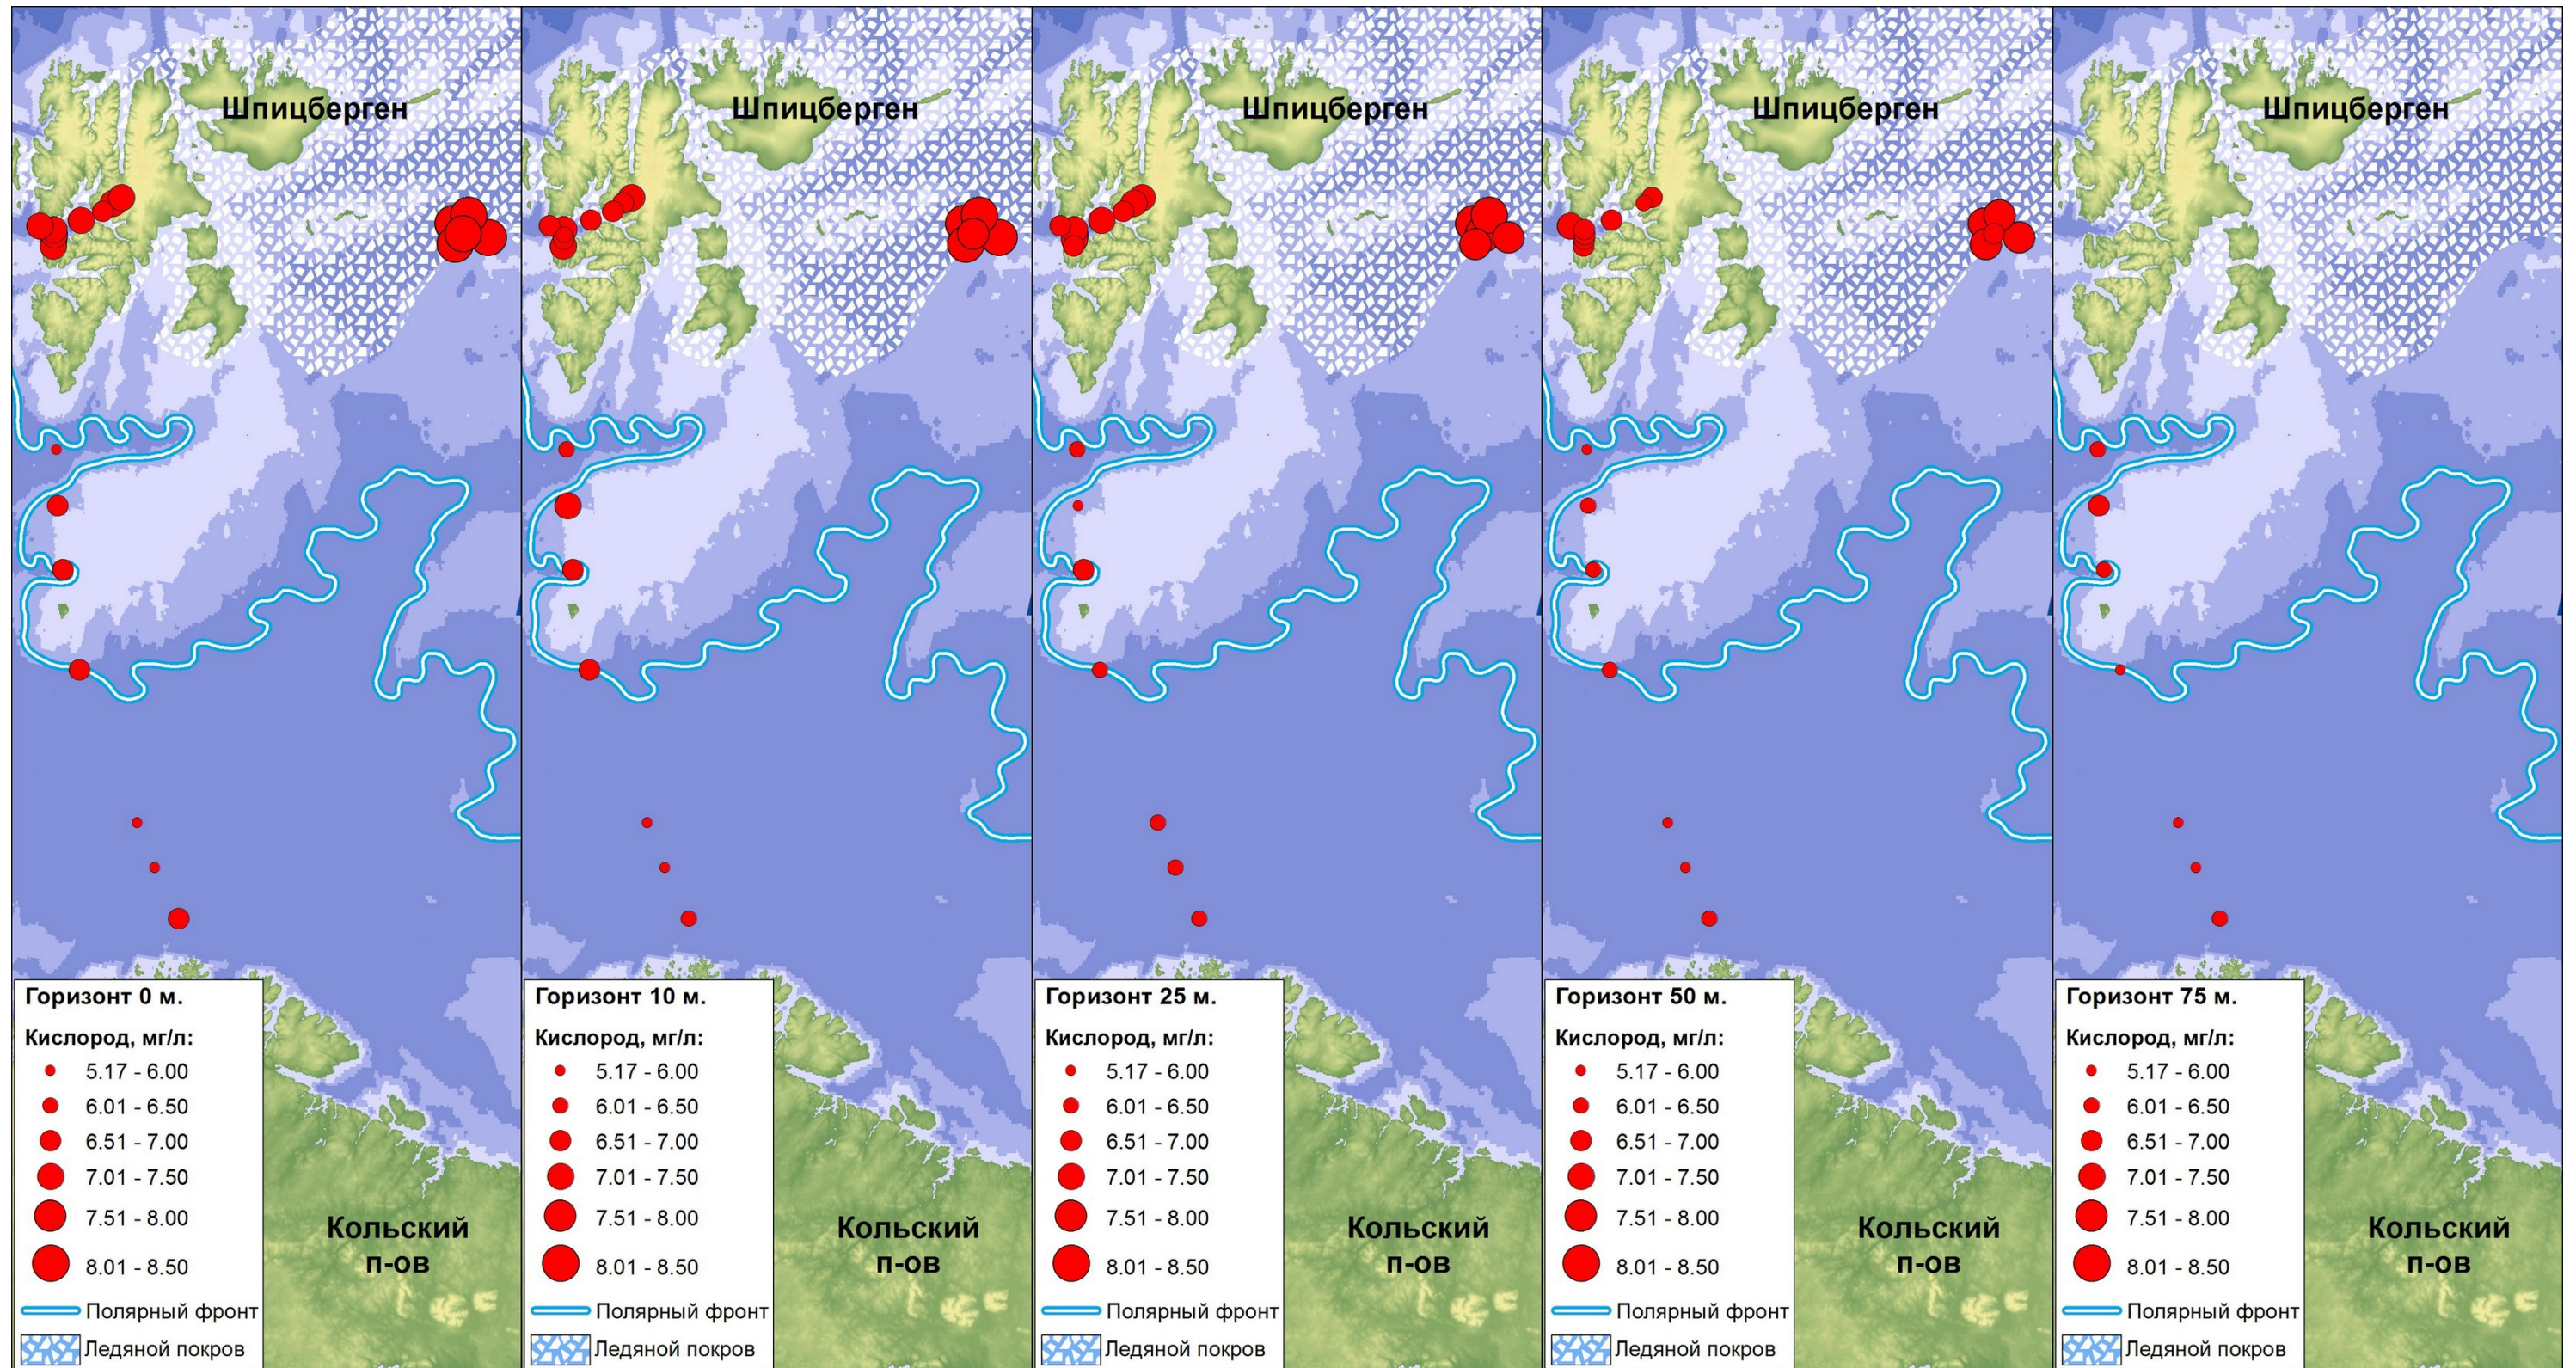 Шпицберген
Горизонт 0 м.
Кислород, мг/л:
5.17 - 6.00
6.01 - 6.50
6.51 - 7.00
7.01 - 7.50
7.51 - 8.00
8.01 - 8.50
Полярный фронт
Ледяной покров
Кольский
п-ов
Шпицберген
Горизонт 10 м.
Кислород, мг/л:
5.17 - 6.00
6.01 - 6.50
6.51 - 7.00
7.01 - 7.50
7.51 - 8.00
8.01 - 8.50
Полярный фронт
Ледяной покров
Кольский
п-ов
Шпицберген
Горизонт 25 м.
Кислород, мг/л:
5.17 - 6.00
6.01 - 6.50
6.51 - 7.00
7.01 - 7.50
7.51 - 8.00
8.01 - 8.50
Полярный фронт
Ледяной покров
Кольский
п-ов
Шпицберген
Горизонт 50 м.
Кислород, мг/л:
5.17 - 6.00
6.01 - 6.50
6.51 - 7.00
7.01 - 7.50
7.51 - 8.00
8.01 - 8.50
Полярный фронт
Ледяной покров
Кольский
п-ов
Шпицберген
Горизонт 75 м.
Кислород, мг/л:
5.17 - 6.00
6.01 - 6.50
6.51 - 7.00
7.01 - 7.50
7.51 - 8.00
8.01 - 8.50
Полярный фронт
Ледяной покров
Кольский
п-ов